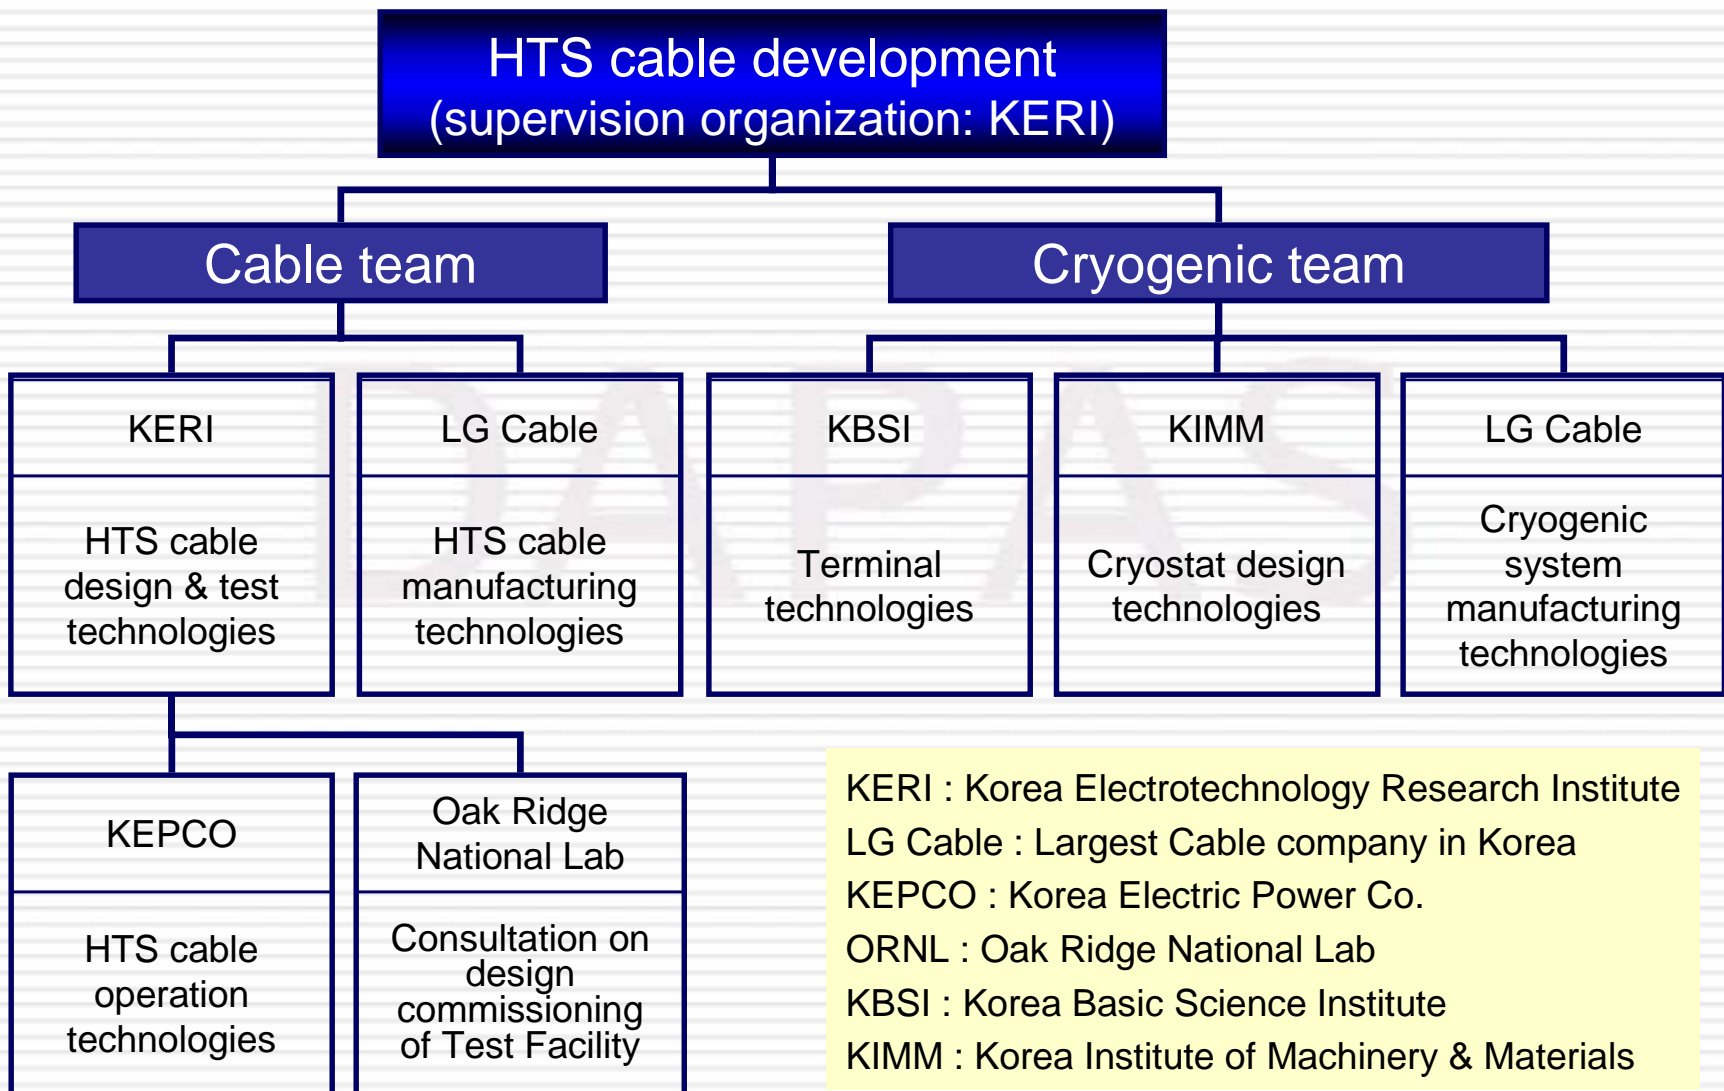 HTS cable development
(supervision organization: KERI)
Cable team
Cryogenic team
KERI
HTS cable
design & test
technologies
LG Cable
HTS cable
manufacturing
technologies
KBSI
Terminal
technologies
KIMM
Cryostat design
technologies
LG Cable
Cryogenic
system
manufacturing
technologies
KEPCO
HTS cable
operation
technologies
Oak Ridge
National Lab
Consultation on
design
commissioning
of Test Facility
KERI : Korea Electrotechnology Research Institute
LG Cable : Largest Cable company in Korea
KEPCO : Korea Electric Power Co.
ORNL : Oak Ridge National Lab
KBSI : Korea Basic Science Institute
KIMM : Korea Institute of Machinery & Materials
DAPAS